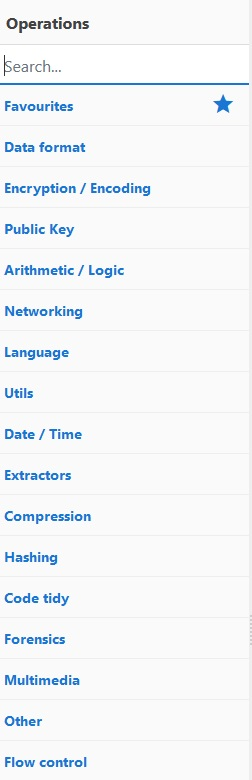 Operations
Search...
Favourites
Data format
Encryption / Encoding
Public Key
Arithmetic / Logic
Networking
Language
Utils
Date / Time
Extractors
Compression
Hashing
Code tidy
Forensics
Multimedia
Other
Flow control